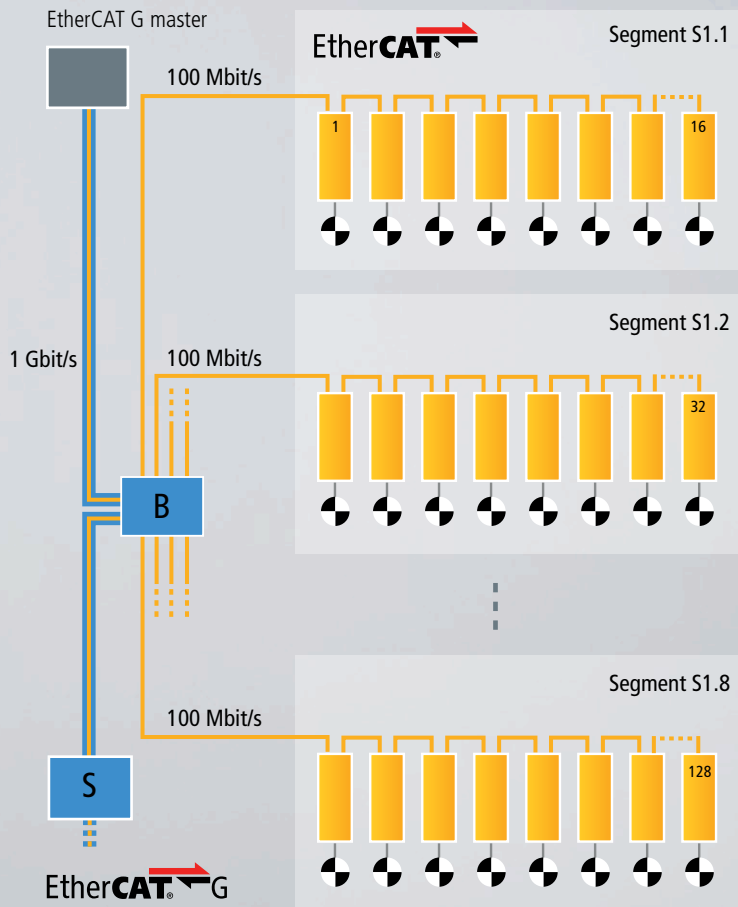 EtherCAT G master
EtherCAT®
Segment S1.1
100 Mbit/s
1
16
Segment S1.2
1 Gbit/s
100 Mbit/s
32
B
Segment S1.8
100 Mbit/s
S
128
EtherCAT® G